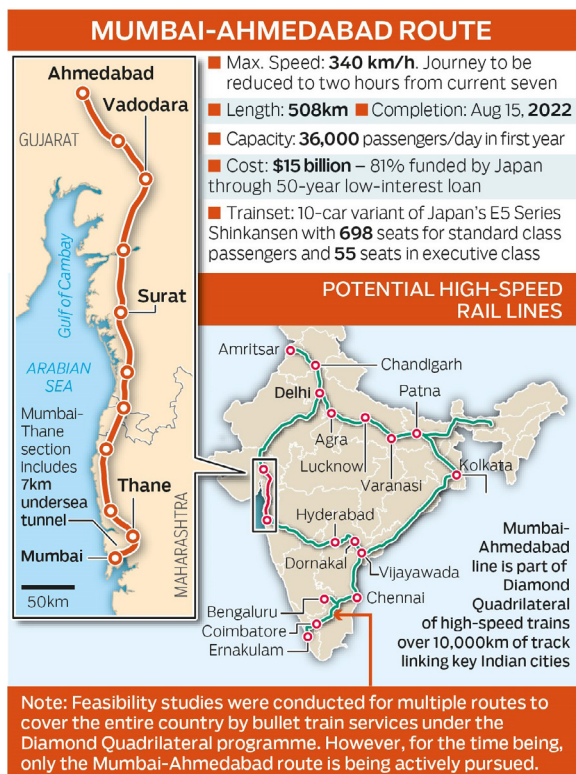 MUMBAI-AHMEDABAD ROUTE
Ahmedabad
Vadodara
GUJARAT
Gulf of Cambay
Surat
ARABIAN
SEA
Mumbai-
Thane
section
Includes
7km
undersea
tunnel
Thane
Mumbai
MAHARASHTRA
50km
■ Max. Speed: 340 km/h. Journey to be
reduced to two hours from current seven
■ Length: 508km ■ Completion: Aug 15, 2022
■ Capacity: 36,000 passengers/day in first year
■ Cost: $15 billion – 81% funded by Japan
through 50-year low-interest loan
■ Trainset: 10-car variant of Japan's E5 Series
Shinkansen with 698 seats for standard class
passengers and 55 seats in executive class
POTENTIAL HIGH-SPEED
RAIL LINES
Amritsar
Chandigarh
Delhi
Patna
Agra
Lucknow
Varanasi
Kolkata
Hyderabad
Dornakal
Vijayawada
Chennai
Bengaluru
Coimbatore
Ernakulam
Mumbai-
Ahmedabad
line is part of
Diamond
Quadrilateral
of high-speed trains
over 10,000km of track
linking key Indian cities
Note: Feasibility studies were conducted for multiple routes to
cover the entire country by bullet train services under the
Diamond Quadrilateral programme. However, for the time being,
only the Mumbai-Ahmedabad route is being actively pursued.